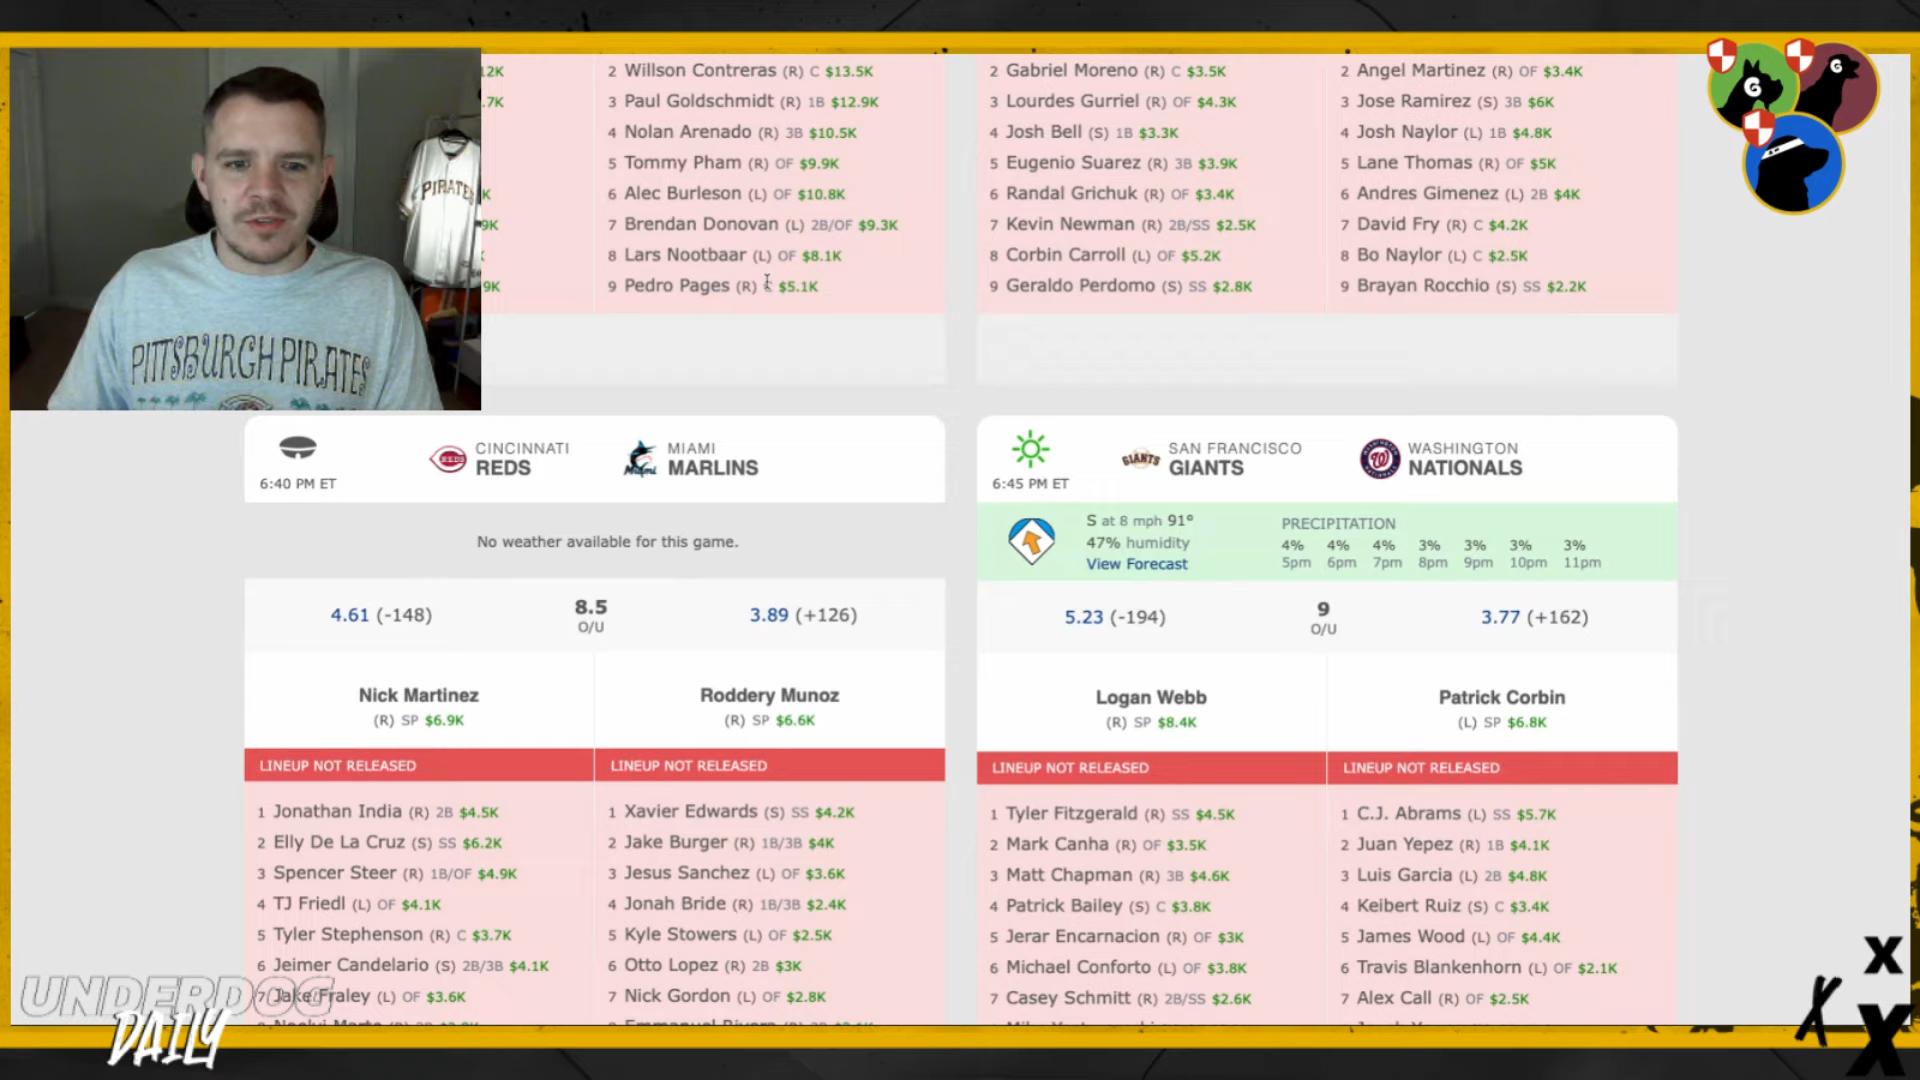 12K
.7K
K
9K
9K
PIRATES
PITTSBURGH PIRATES
2 Willson Contreras (R) C $13.5K
3 Paul Goldschmidt (R) 1B $12.9K
4 Nolan Arenado (R) 3B $10.5K
5 Tommy Pham (R) OF $9.9K
6 Alec Burleson (L) OF $10.8K
7 Brendan Donovan (L) 2B/OF $9.3K
8 Lars Nootbaar (L) OF $8.1K
9 Pedro Pages (R) C $5.1K
2 Gabriel Moreno (R) C $3.5K
3 Lourdes Gurriel (R) OF $4.3K
4 Josh Bell (S) 1B $3.3K
5 Eugenio Suarez (R) 3B $3.9K
6 Randal Grichuk (R) OF $3.4K
7 Kevin Newman (R) 2B/SS $2.5K
8 Corbin Carroll (L) OF $5.2K
9 Geraldo Perdomo (S) SS $2.8K
2 Angel Martinez (R) OF $3.4K
3 Jose Ramirez (S) 3B $6K
4 Josh Naylor (L) 1B $4.8K
5 Lane Thomas (R) OF $5K
6 Andres Gimenez (L) 2B $4K
7 David Fry (R) C $4.2K
8 Bo Naylor (L) C $2.5K
9 Brayan Rocchio (S) SS $2.2K
G
G
6:40 PM ET
REDS
CINCINNATI
REDS
Miami
MIAMI
MARLINS
No weather available for this game.
4.61 (-148)
8.5
O/U
3.89 (+126)
Nick Martinez
(R) SP $6.9K
Roddery Munoz
(R) SP $6.6K
LINEUP NOT RELEASED
LINEUP NOT RELEASED
1 Jonathan India (R) 2B $4.5K
2 Elly De La Cruz (S) SS $6.2K
3 Spencer Steer (R) 1B/OF $4.9K
4 TJ Friedl (L) OF $4.1K
5 Tyler Stephenson (R) C $3.7K
6 Jeimer Candelario (S) 2B/3B $4.1K
7 Jake Fraley (L) OF $3.6K
1 Xavier Edwards (S) SS $4.2K
2 Jake Burger (R) 1B/3B $4K
3 Jesus Sanchez (L) OF $3.6K
4 Jonah Bride (R) 1B/3B $2.4K
5 Kyle Stowers (L) OF $2.5K
6 Otto Lopez (R) 2B $3K
7 Nick Gordon (L) OF $2.8K
6:45 PM ET
GIANTS
SAN FRANCISCO
GIANTS
W
WASHINGTON
NATIONALS
S at 8 mph 91°
47% humidity
View Forecast
PRECIPITATION
4% 4% 4% 3% 3% 3% 3%
5pm 6pm 7pm 8pm 9pm 10pm 11pm
5.23 (-194)
9
O/U
3.77 (+162)
Logan Webb
(R) SP $8.4K
Patrick Corbin
(L) SP $6.8K
LINEUP NOT RELEASED
LINEUP NOT RELEASED
1 Tyler Fitzgerald (R) SS $4.5K
2 Mark Canha (R) OF $3.5K
3 Matt Chapman (R) 3B $4.6K
4 Patrick Bailey (S) C $3.8K
5 Jerar Encarnacion (R) OF $3K
6 Michael Conforto (L) OF $3.8K
7 Casey Schmitt (R) 2B/SS $2.6K
1 C.J. Abrams (L) SS $5.7K
2 Juan Yepez (R) 1B $4.1K
3 Luis Garcia (L) 2B $4.8K
4 Keibert Ruiz (S) C $3.4K
5 James Wood (L) OF $4.4K
6 Travis Blankenhorn (L) OF $2.1K
7 Alex Call (R) OF $2.5K
UNDERDOG
DAILY
X
X
X